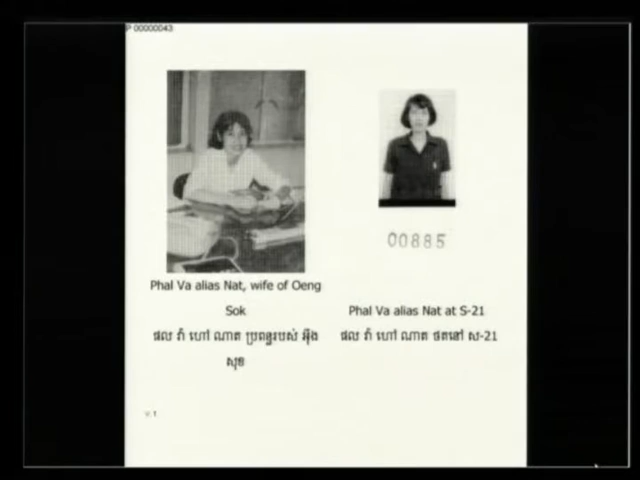 P 00000043
00885
Phal Va alias Nat, wife of Oeng
Sok
ផល វ៉ា ហៅ ណាត ប្រពន្ធរបស់ អ៊ឹង
សុខ
Phal Va alias Nat at S-21
ផល វ៉ា ហៅ ណាត ថតនៅ ស-21
V.1